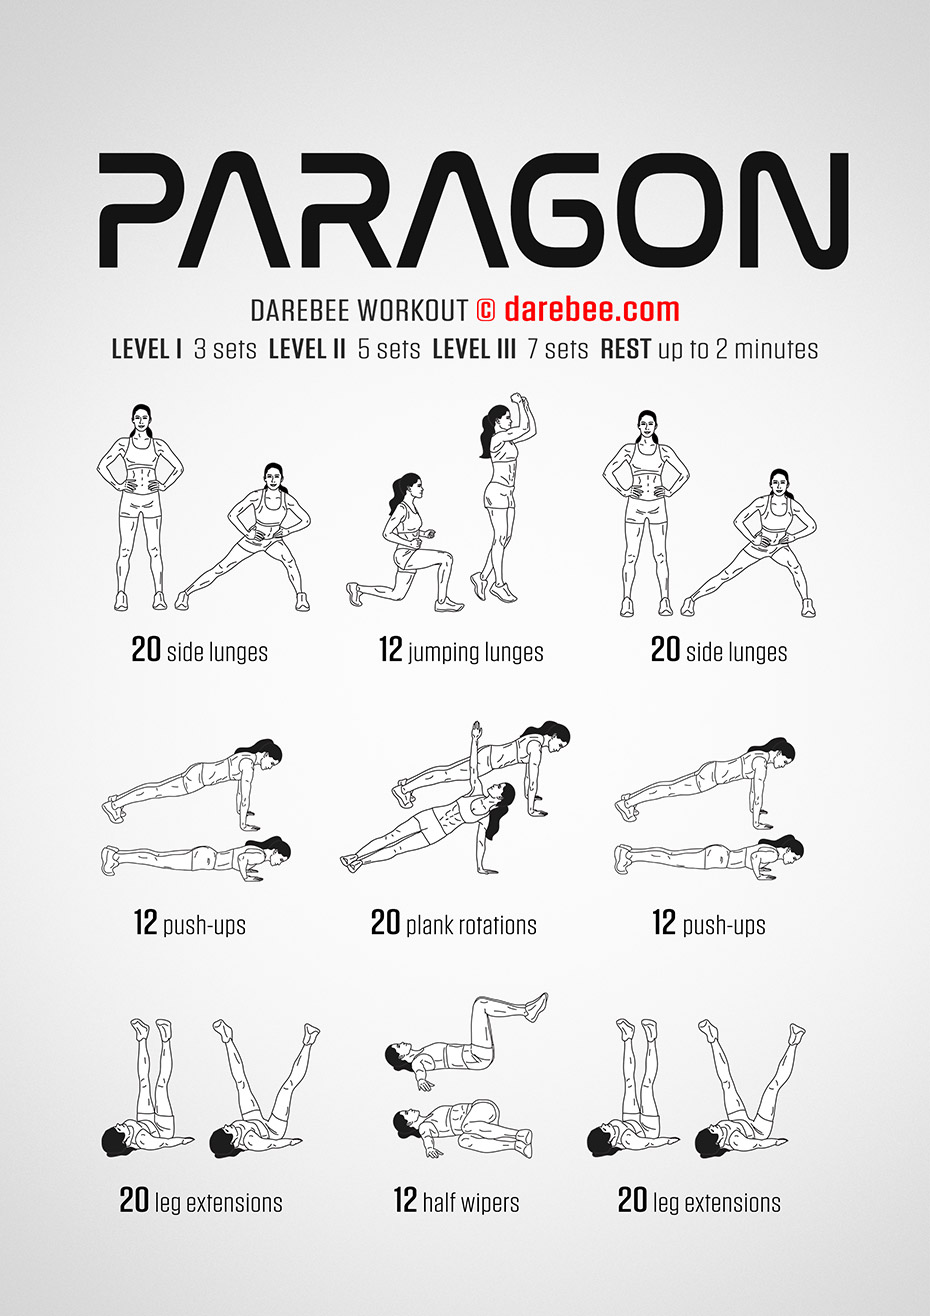 PARAGON
DAREBEE WORKOUT © darebee.com
LEVEL I 3 sets LEVEL II 5 sets LEVEL III 7 sets REST up to 2 minutes
20 side lunges 12 jumping lunges 20 side lunges
12 push-ups 20 plank rotations 12 push-ups
20 leg extensions 12 half wipers 20 leg extensions